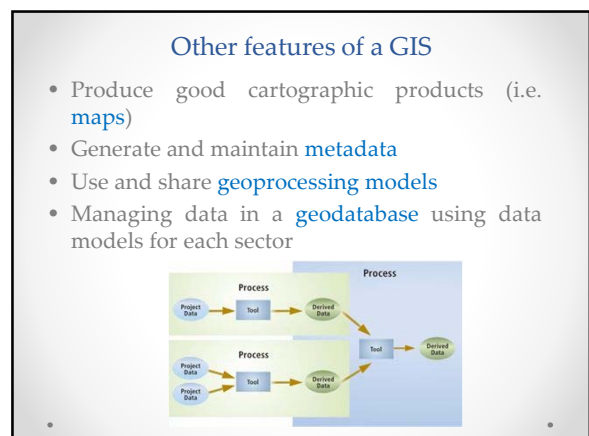 Other features of a GIS
• Produce good cartographic products (i.e.
maps)
• Generate and maintain metadata
• Use and share geoprocessing models
• Managing data in a geodatabase using data
models for each sector
Process
Process
Project
Data
Tool
Derived
Data
Process
Project
Data
Project
Data
Tool
Derived
Data
Tool
Derived
Data